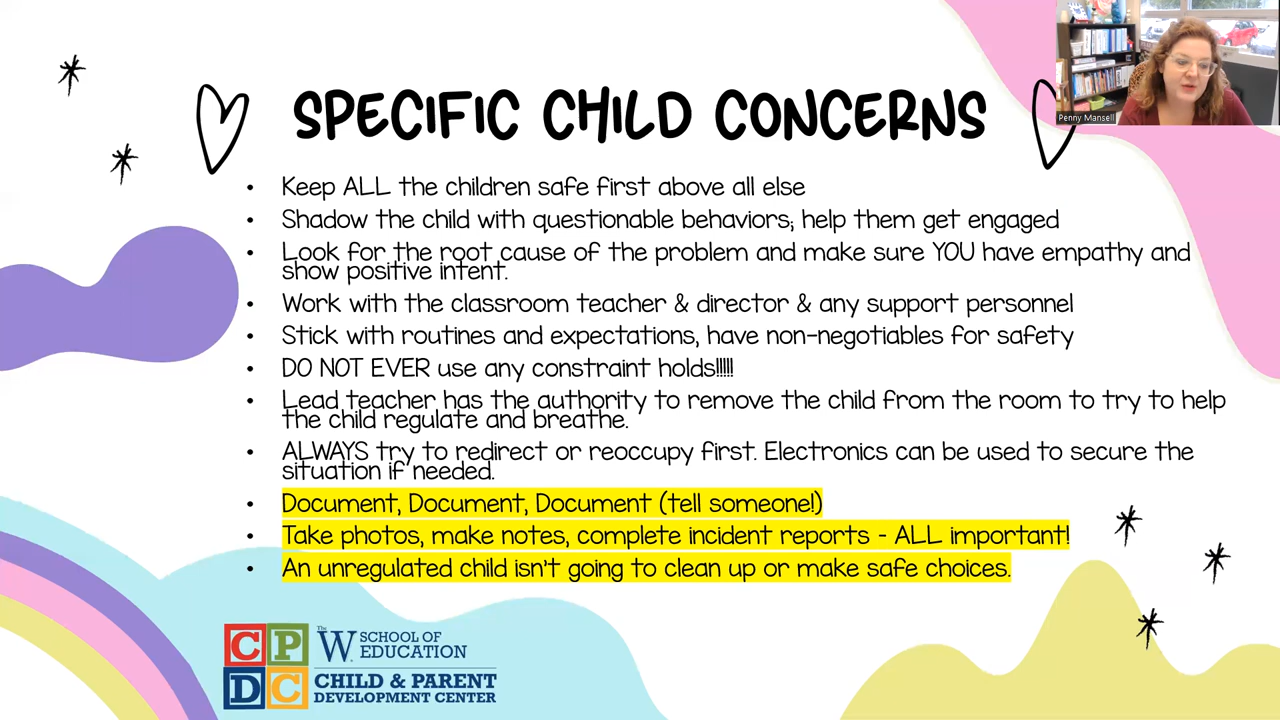 Penny Mansell
SPECIFIC CHILD CONCERNS
• Keep ALL the children safe first above all else
• Shadow the child with questionable behaviors; help them get engaged
• Look for the root cause of the problem and make sure YOU have empathy and
show positive intent.
• Work with the classroom teacher & director & any support personnel
• Stick with routines and expectations, have non-negotiables for safety
• DO NOT EVER use any constraint holds!!!!!
• Lead teacher has the authority to remove the child from the room to try to help
the child regulate and breathe.
• ALWAYS try to redirect or reoccupy first. Electronics can be used to secure the
situation if needed.
• Document, Document, Document (tell someone!)
• Take photos, make notes, complete incident reports - ALL important!
• An unregulated child isn't going to clean up or make safe choices.
CP
DC
The W SCHOOL OF
EDUCATION
CHILD & PARENT
DEVELOPMENT CENTER